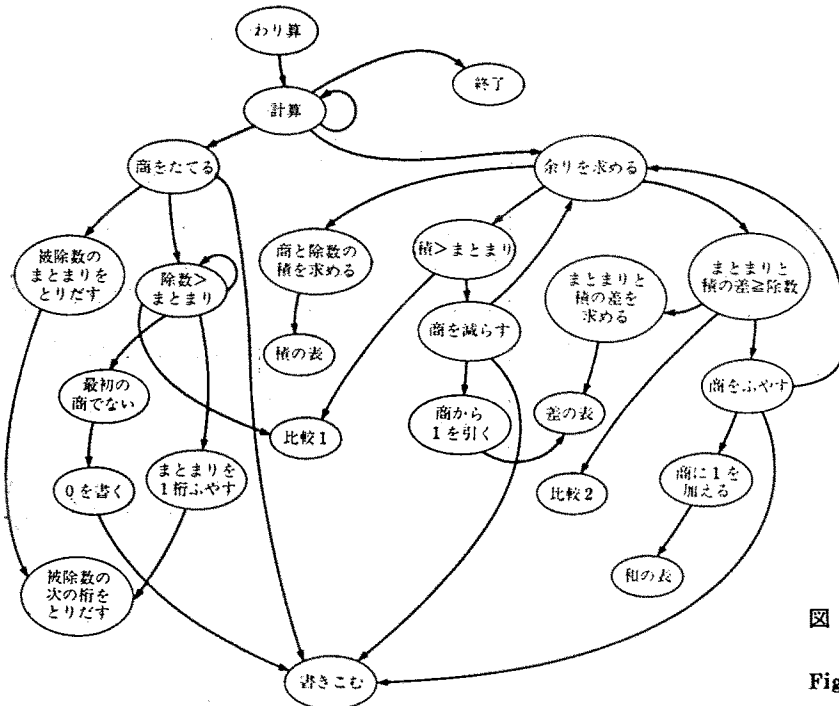 わり算
計算
終了
商をたてる
余りを求める
被除数の
まとまりを
とりだす
除数>
まとまり
商と除数の
積を求める
積>まとまり
まとまりと
積の差を
求める
まとまりと
積の差≧除数
商を減らす
積の表
最初の
商でない
商から
1を引く
差の表
商をふやす
比較1
0を書く
まとまりを
1桁ふやす
比較2
商に1を
加える
被除数の
次の桁を
とりだす
和の表
書きこむ
図
Fig